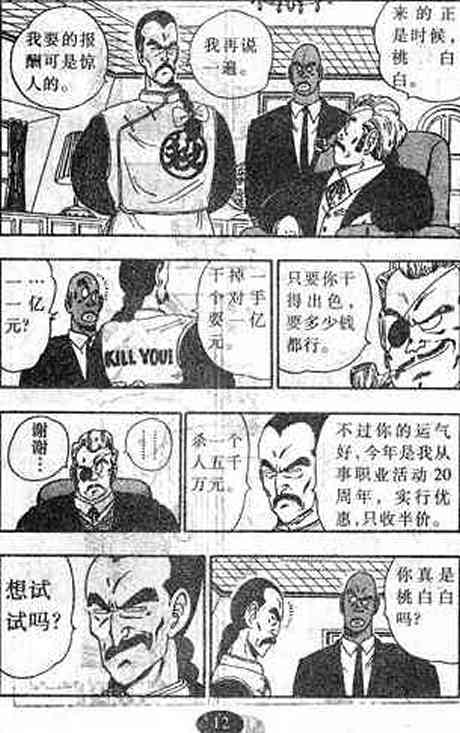 来的正
是时候，
桃白
白。
我再说
一遍。
我要的报
酬可是惊
人的。
只要你干
得出色，
要多少钱
都行。
干掉一
个对手
要一亿
元。
KILL YOU!
一…
一亿
元？
不过你的运气
好，今年是我从
事职业活动20
周年，实行优
惠，只收半价。
杀一个
人五千
万元。
………
谢谢…
你真是
桃白白
吗？
想试
试吗？
12